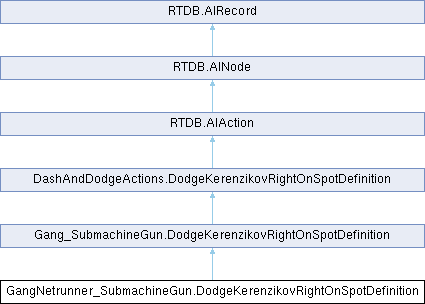 RTDB.AIRecord
RTDB.AINode
RTDB.AIAction
DashAndDodgeActions.DodgeKerenzikovRightOnSpotDefinition
Gang_SubmachineGun.DodgeKerenzikovRightOnSpotDefinition
GangNetrunner_SubmachineGun.DodgeKerenzikovRightOnSpotDefinition